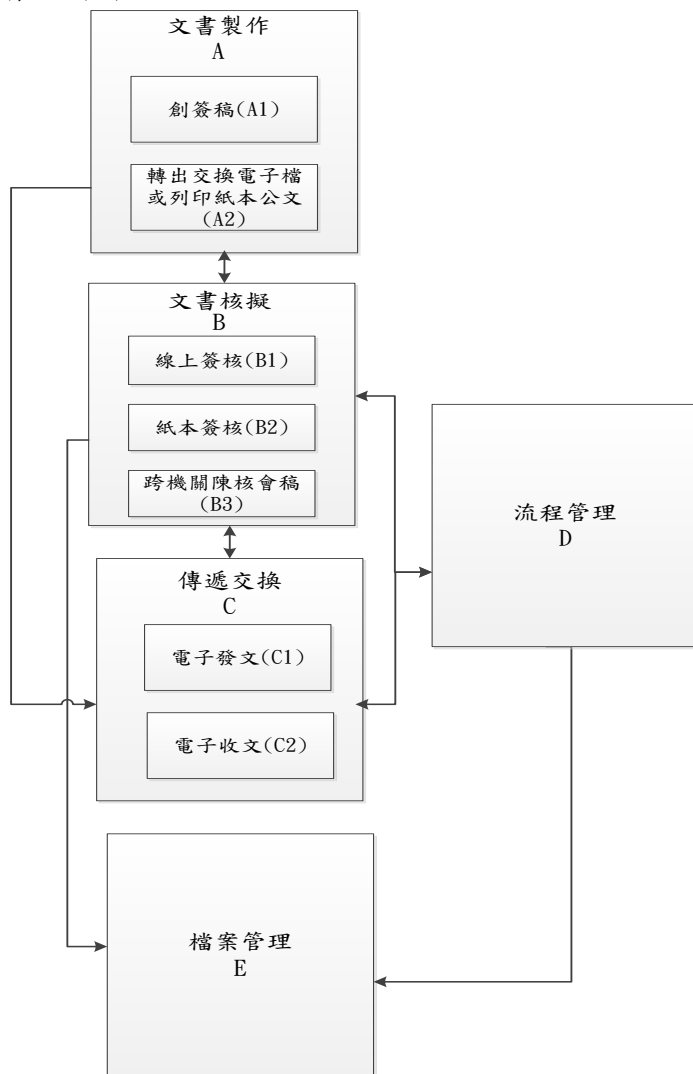 文書製作
A
創簽稿(A1)
轉出交換電子檔
或列印紙本公文
(A2)
文書核擬
B
線上簽核(B1)
紙本簽核(B2)
跨機關陳核會稿
(B3)
流程管理
D
傳遞交換
C
電子發文(C1)
電子收文(C2)
檔案管理
E